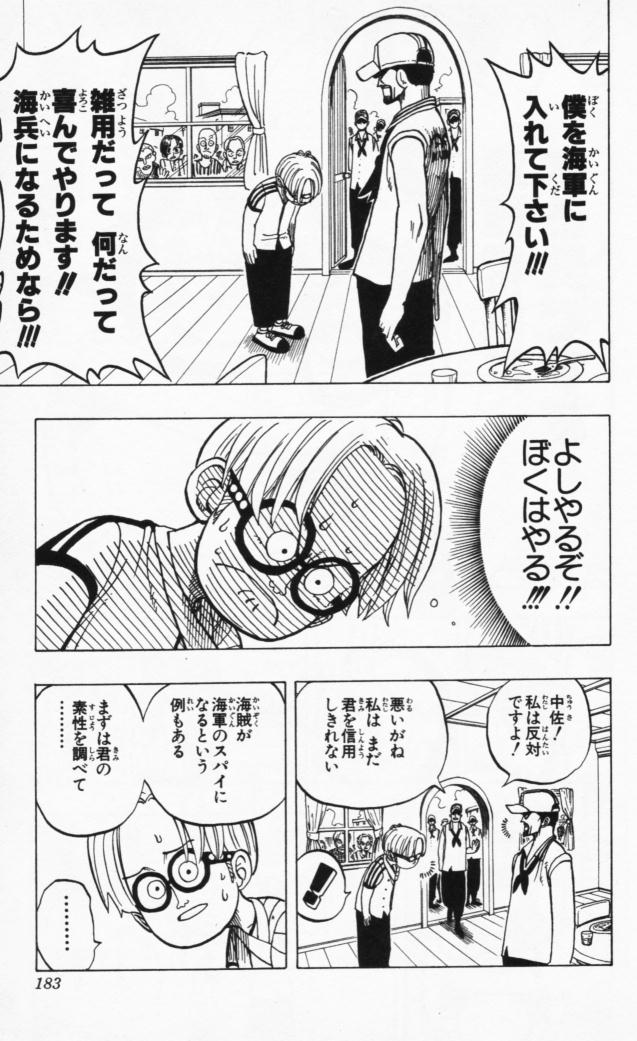 僕を海軍に
入れて下さい!!!
雑用だって 何だって
喜んでやります!!
海兵になるためなら!!!
よしやるぞ!!
ぼくはやる!!!
中佐!
私は反対
ですよ!
悪いがね
私は まだ
君を信用
しきれない
!
海賊が
海軍のスパイに
なるという
例もある
まずは君の
素性を調べて
…………
………
183